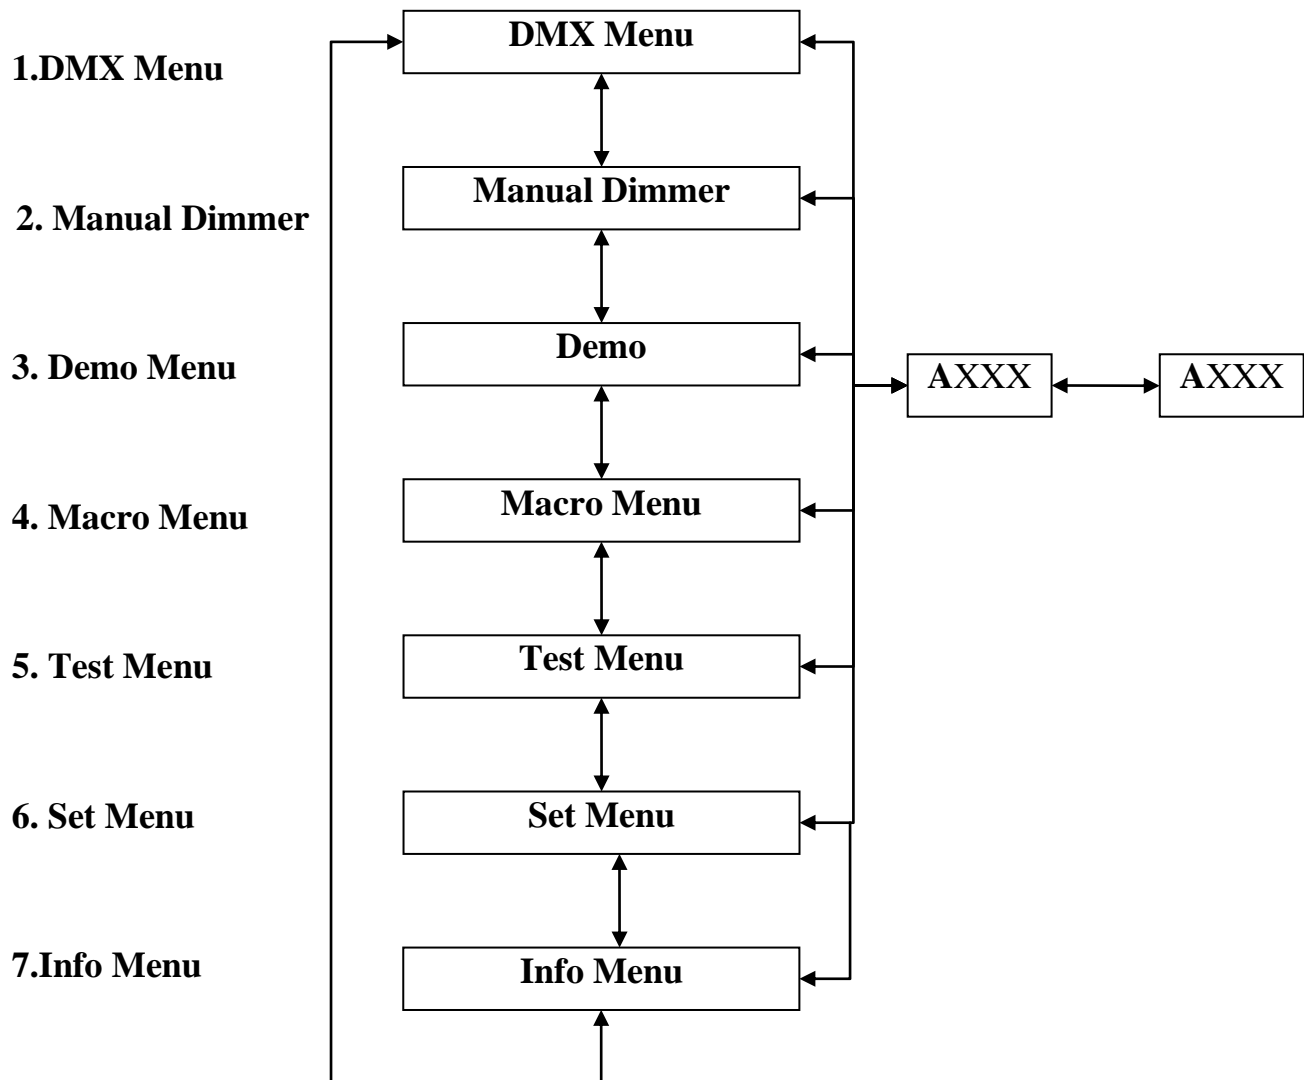 DMX Menu
1.DMX Menu
Manual Dimmer
2. Manual Dimmer
Demo
3. Demo Menu
AXXX
AXXX
Macro Menu
4. Macro Menu
Test Menu
5. Test Menu
Set Menu
6. Set Menu
Info Menu
7.Info Menu